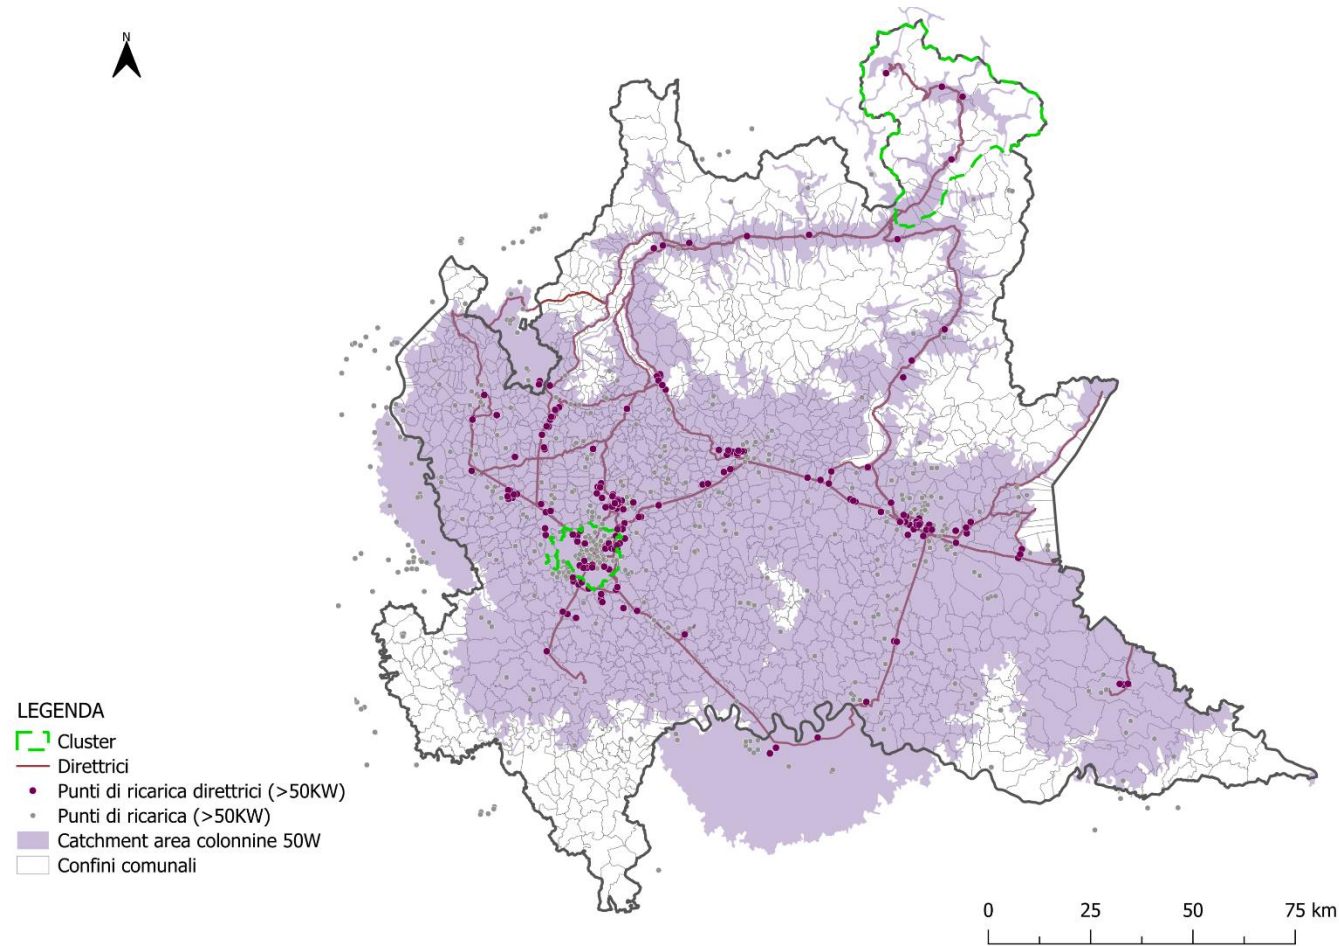 N
LEGENDA
Cluster
Direttrici
Punti di ricarica direttrici (>50KW)
Punti di ricarica (>50KW)
Catchment area colonnine 50W
Confini comunali
0 25 50 75 km